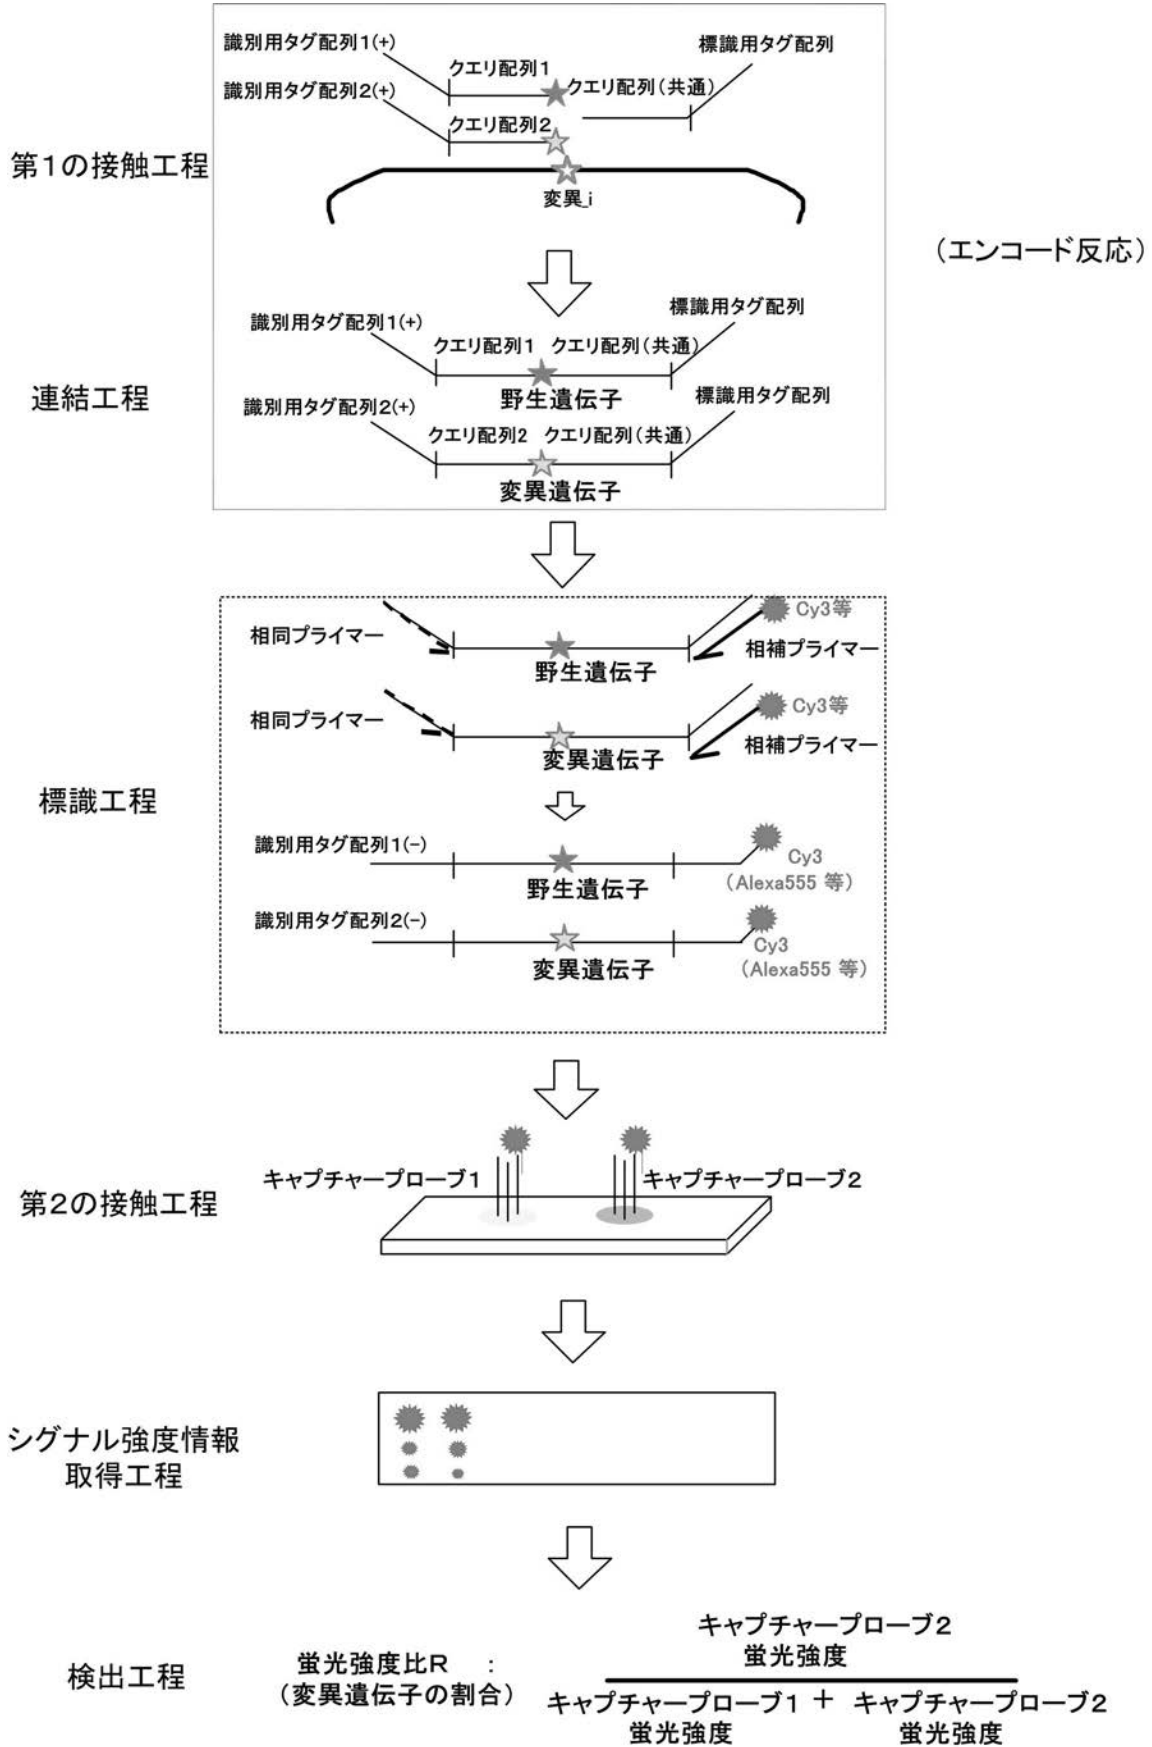 識別用タグ配列1(+)
標識用タグ配列
クエリ配列1
クエリ配列(共通)
識別用タグ配列2(+)
クエリ配列2
第1の接触工程
変異_i
(エンコード反応)
標識用タグ配列
識別用タグ配列1(+)
クエリ配列1 クエリ配列(共通)
連結工程
野生遺伝子
標識用タグ配列
識別用タグ配列2(+)
クエリ配列2 クエリ配列(共通)
変異遺伝子
Cy3等
相同プライマー
相補プライマー
野生遺伝子
Cy3等
相同プライマー
相補プライマー
変異遺伝子
標識工程
識別用タグ配列1(-)
Cy3
(Alexa555 等)
野生遺伝子
識別用タグ配列2(-)
Cy3
(Alexa555 等)
変異遺伝子
キャプチャープローブ1
キャプチャープローブ2
第2の接触工程
シグナル強度情報
取得工程
検出工程
蛍光強度比R :
(変異遺伝子の割合)
キャプチャープローブ2
蛍光強度
キャプチャープローブ1 + キャプチャープローブ2
蛍光強度 蛍光強度